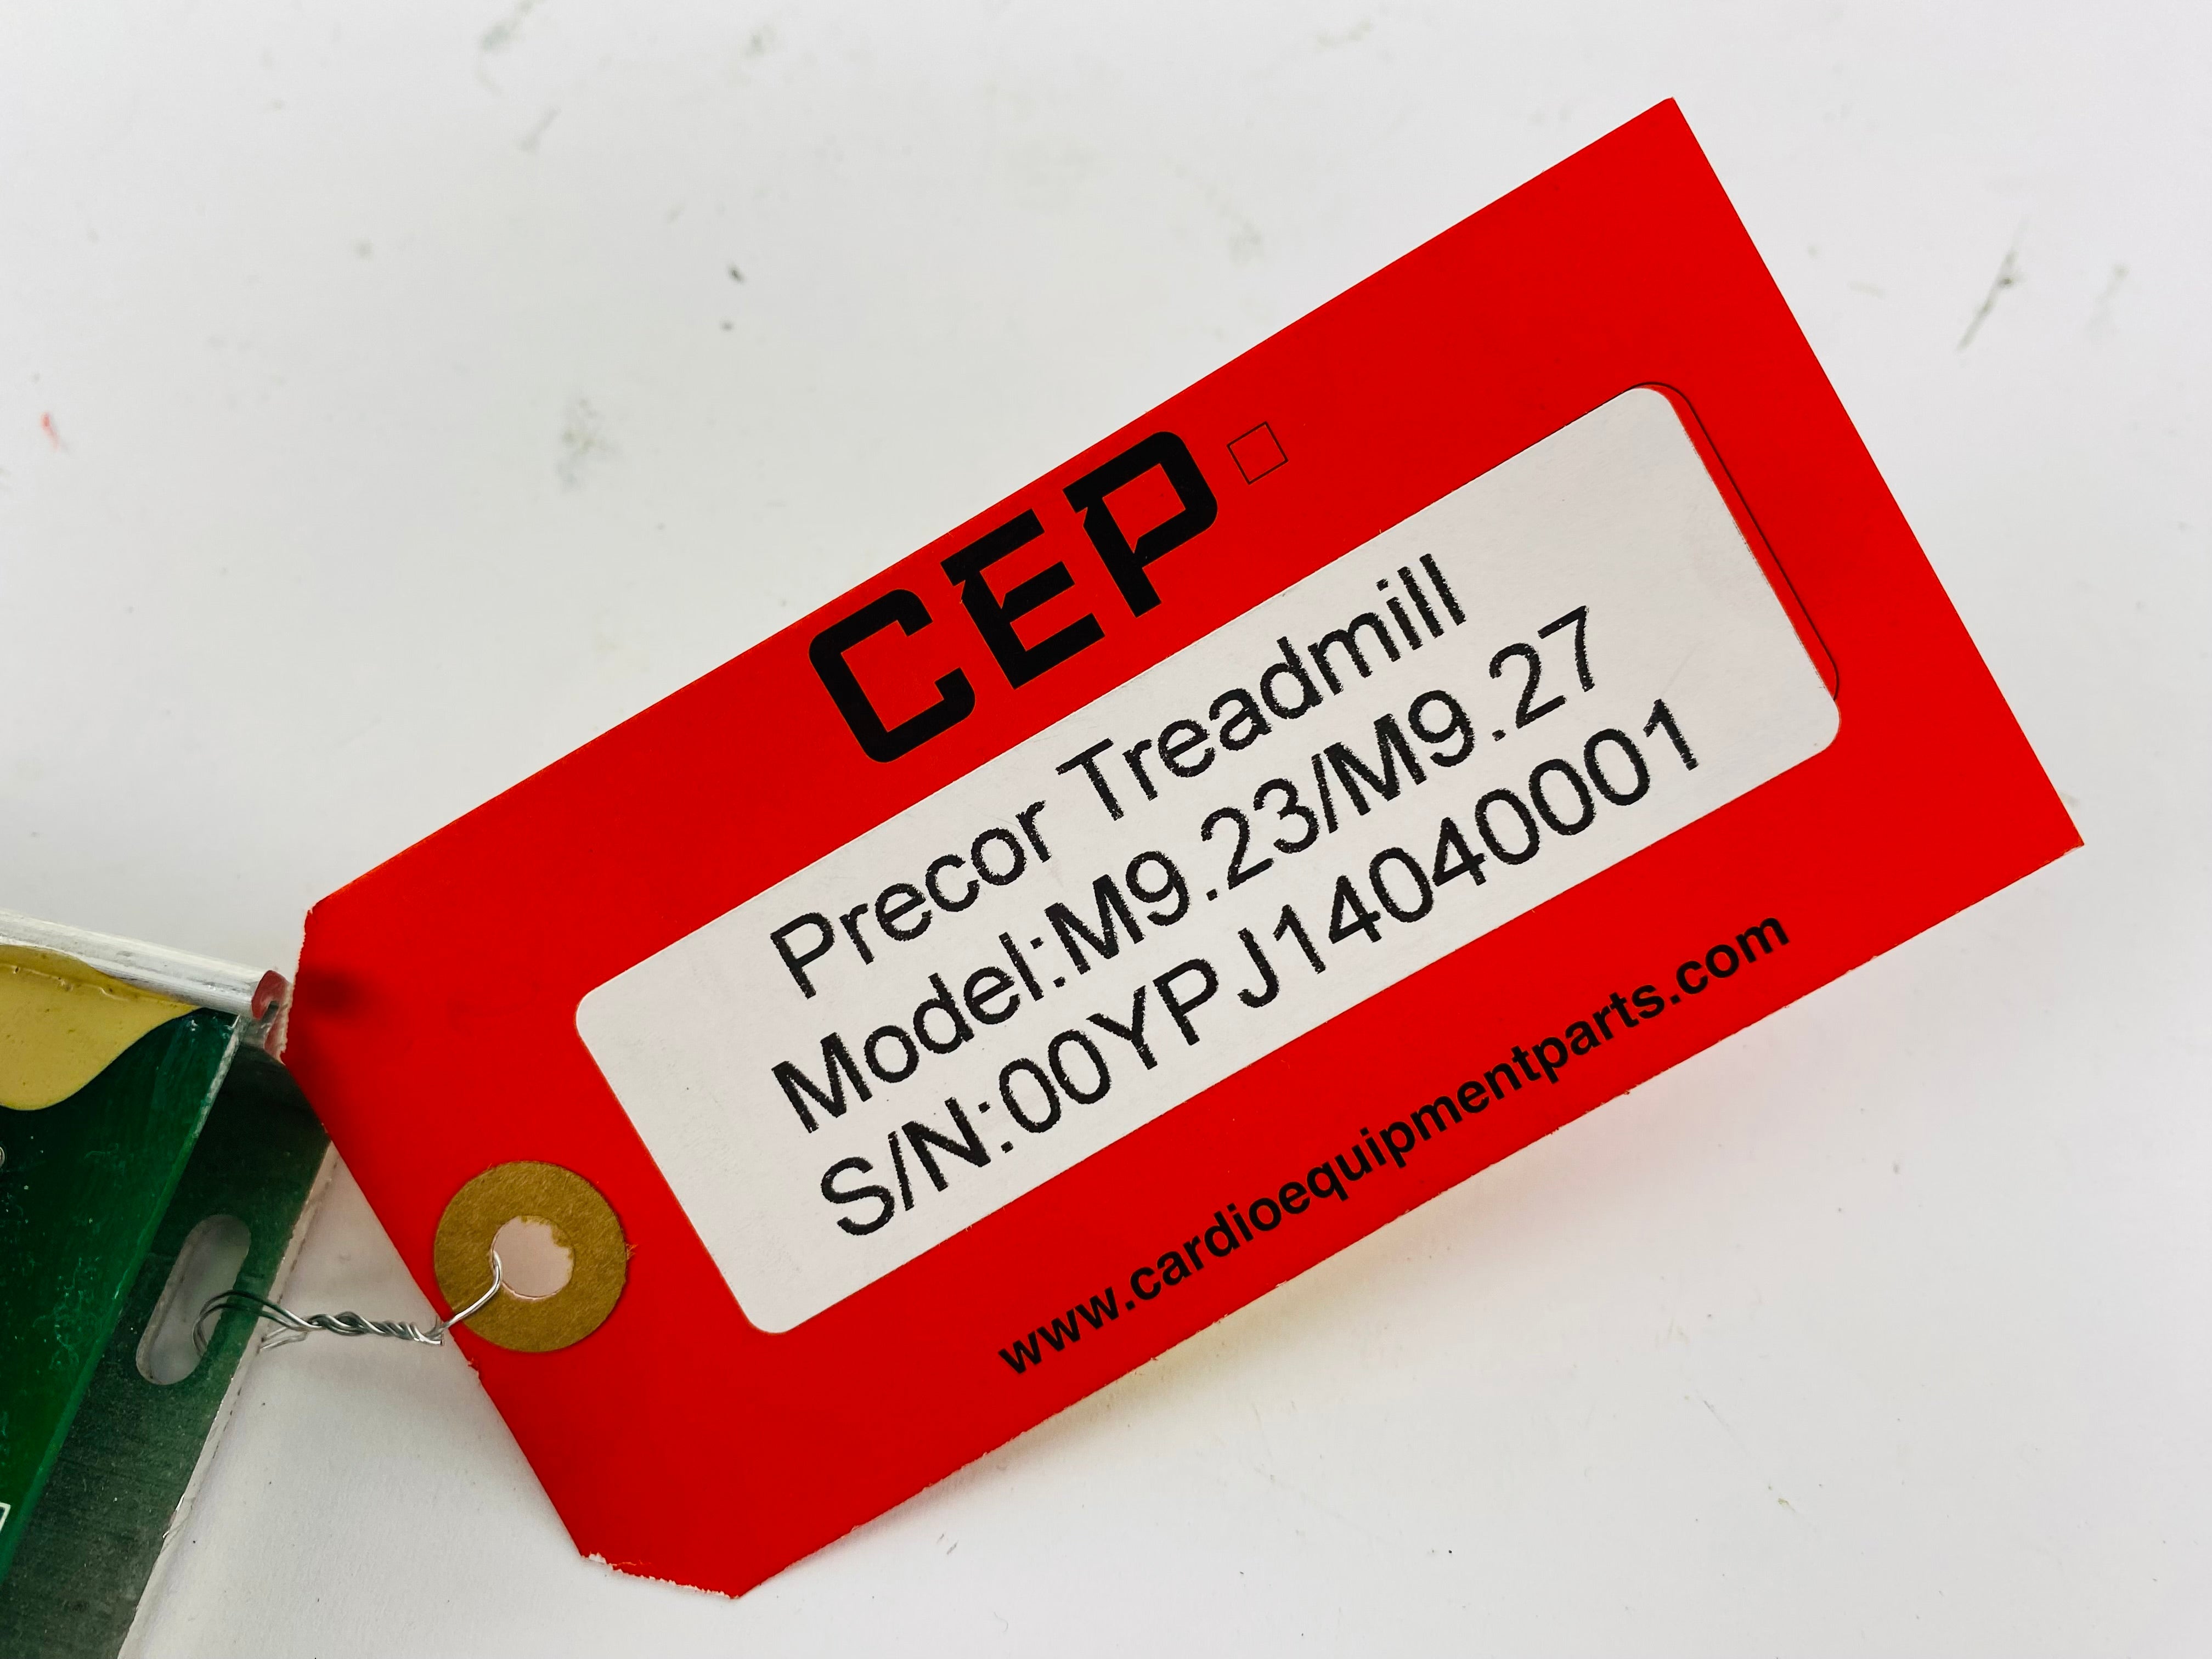 CEP
Precor Treadmill
Model:M9.23/M9.27
S/N:00YPJ14040001
www.cardioequipmentparts.com